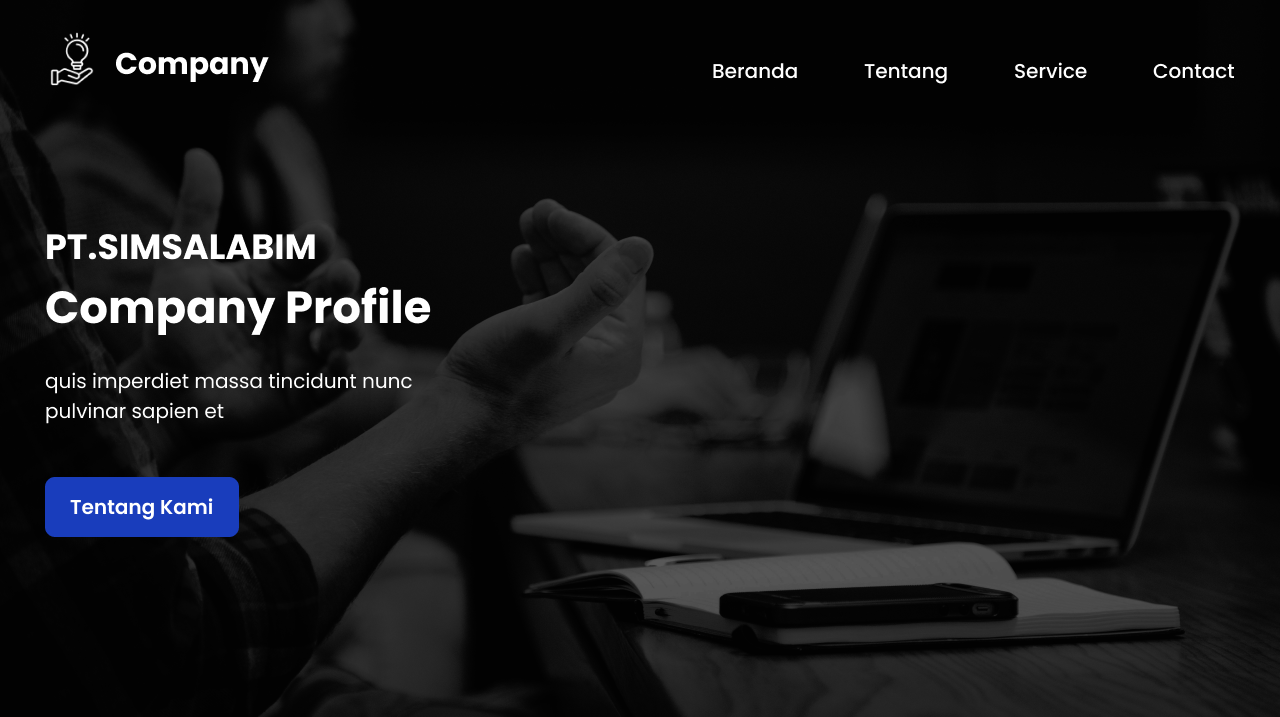 Company
Beranda
Tentang
Service
Contact
PT.SIMSALABIM
Company Profile
quis imperdiet massa tincidunt nunc
pulvinar sapien et
Tentang Kami